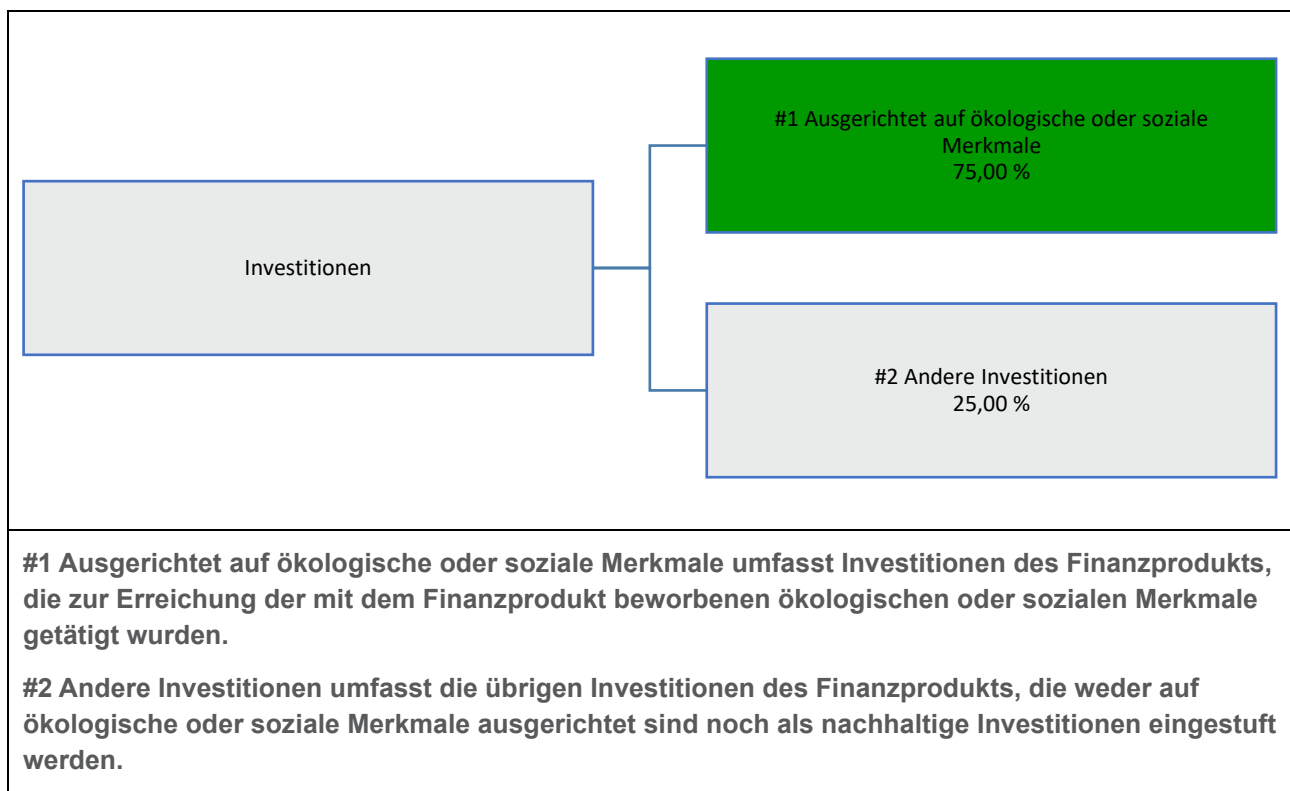 #1 Ausgerichtet auf ökologische oder soziale
Merkmale
75,00 %
Investitionen
#2 Andere Investitionen
25,00 %
#1 Ausgerichtet auf ökologische oder soziale Merkmale umfasst Investitionen des Finanzprodukts,
die zur Erreichung der mit dem Finanzprodukt beworbenen ökologischen oder sozialen Merkmale
getätigt wurden.
#2 Andere Investitionen umfasst die übrigen Investitionen des Finanzprodukts, die weder auf
ökologische oder soziale Merkmale ausgerichtet sind noch als nachhaltige Investitionen eingestuft
werden.